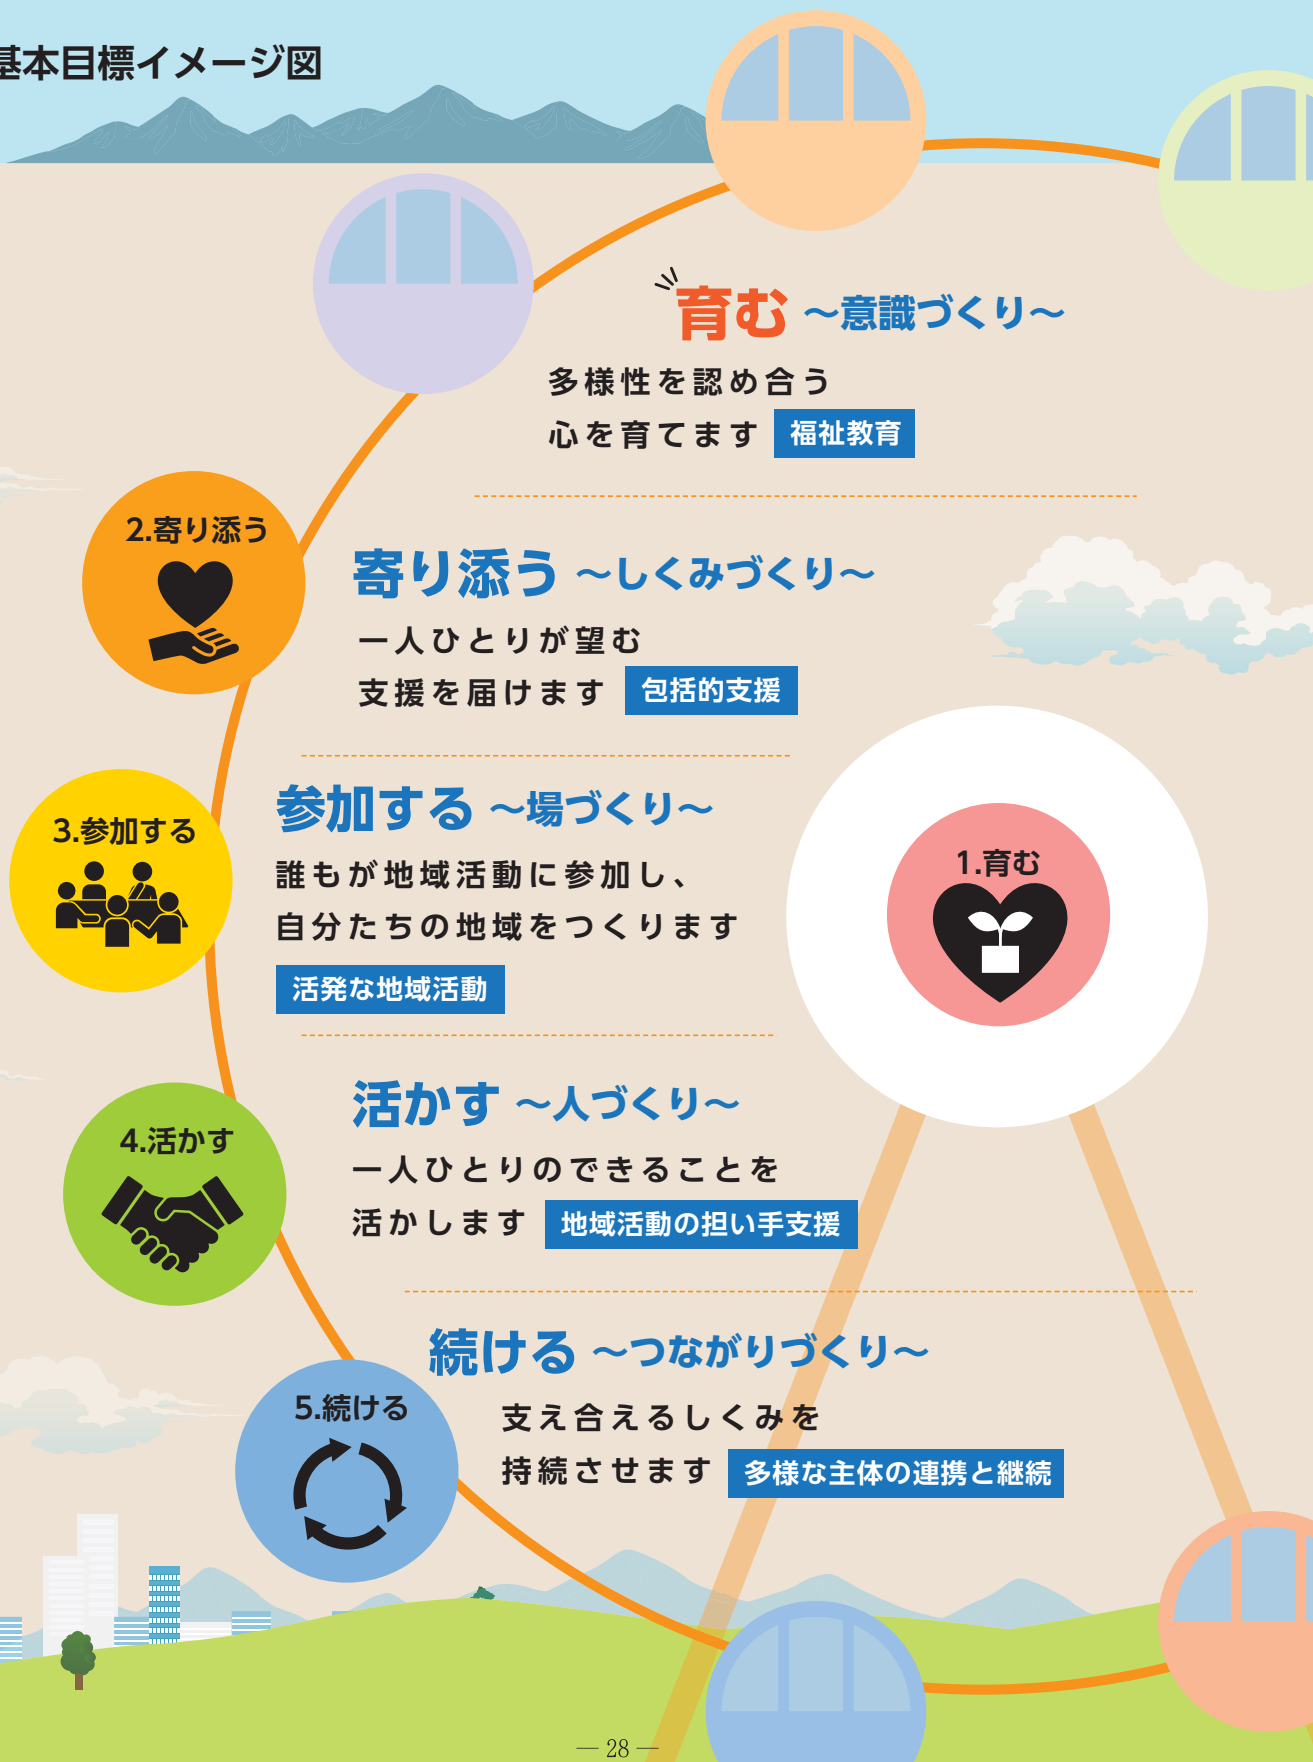 基本目標イメージ図
育む ～意識づくり～
多様性を認め合う
心を育てます 福祉教育
2.寄り添う
寄り添う ～しくみづくり～
一人ひとりが望む
支援を届けます 包括的支援
3.参加する
参加する ～場づくり～
誰もが地域活動に参加し、
自分たちの地域をつくります
活発な地域活動
1.育む
4.活かす
活かす ～人づくり～
一人ひとりのできることを
活かします 地域活動の担い手支援
5.続ける
続ける ～つながりづくり～
支え合えるしくみを
持続させます 多様な主体の連携と継続
― 28 ―